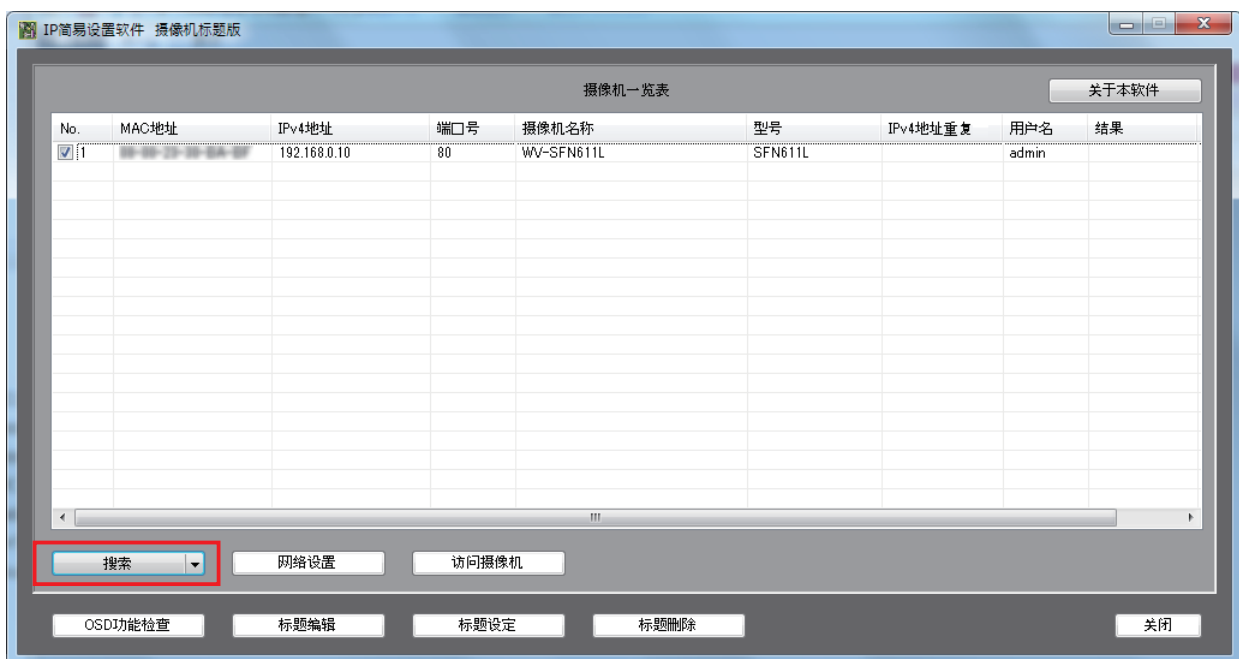 IP简易设置软件 摄像机标题版
摄像机一览表
关于本软件
No. MAC地址 IPv4地址 端口号 摄像机名称 型号 IPv4地址重复 用户名 结果
1 192.168.0.10 80 WV-SFN611L SFN611L admin
搜索 网络设置 访问摄像机
OSD功能检查 标题编辑 标题设定 标题删除 关闭